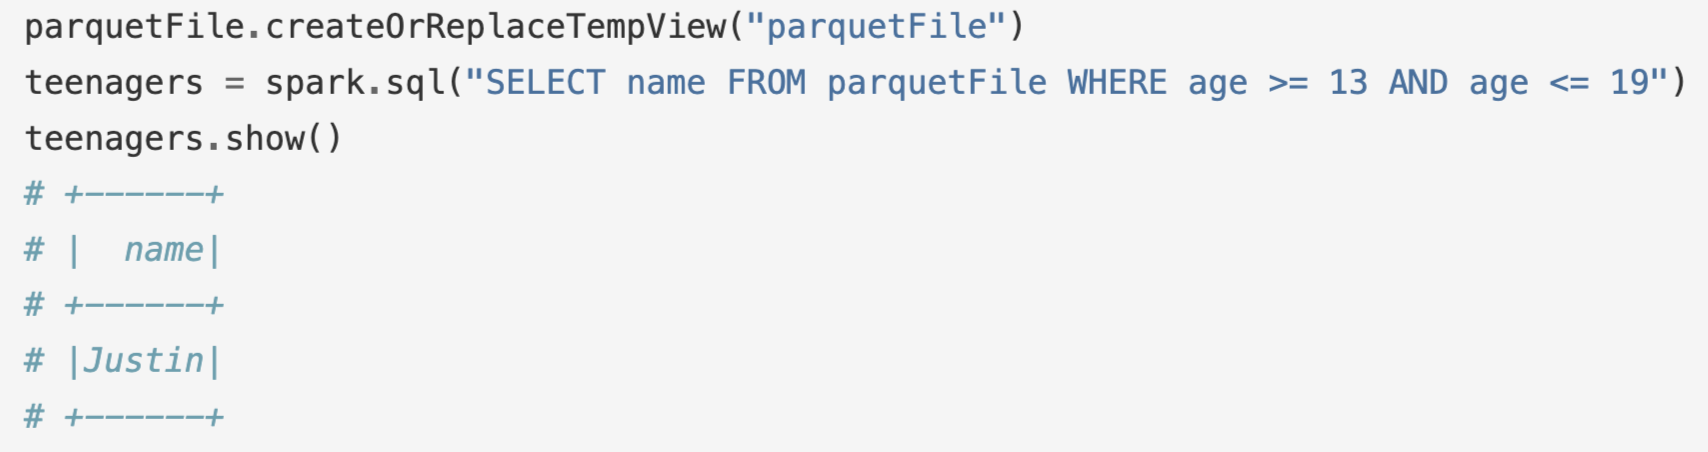 parquetFile.createOrReplaceTempView("parquetFile")
teenagers = spark.sql("SELECT name FROM parquetFile WHERE age >= 13 AND age <= 19")
teenagers.show()
# +------+
# |  name|
# +------+
# |Justin|
# +------+